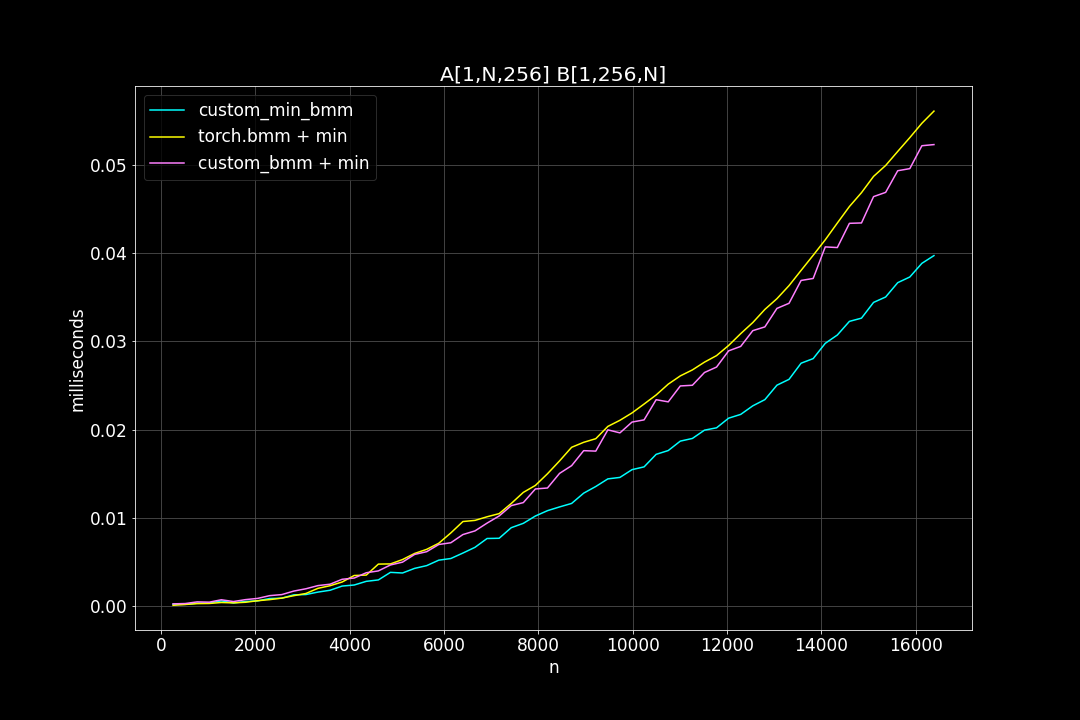 A[1,N,256] B[1,256,N]
custom_min_bmm
torch.bmm + min
custom_bmm + min
milliseconds
0.05
0.04
0.03
0.02
0.01
0.00
0 2000 4000 6000 8000 10000 12000 14000 16000
n